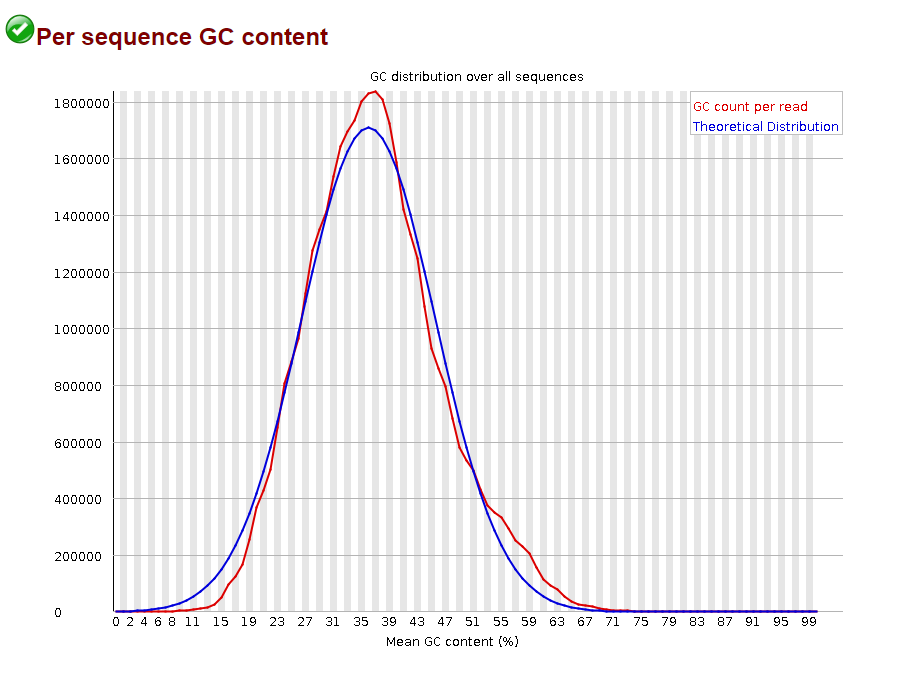 Per sequence GC content
GC distribution over all sequences
GC count per read
Theoretical Distribution
1800000
1600000
1400000
1200000
1000000
800000
600000
400000
200000
0
0 2 4 6 8 11 15 19 23 27 31 35 39 43 47 51 55 59 63 67 71 75 79 83 87 91 95 99
Mean GC content (%)